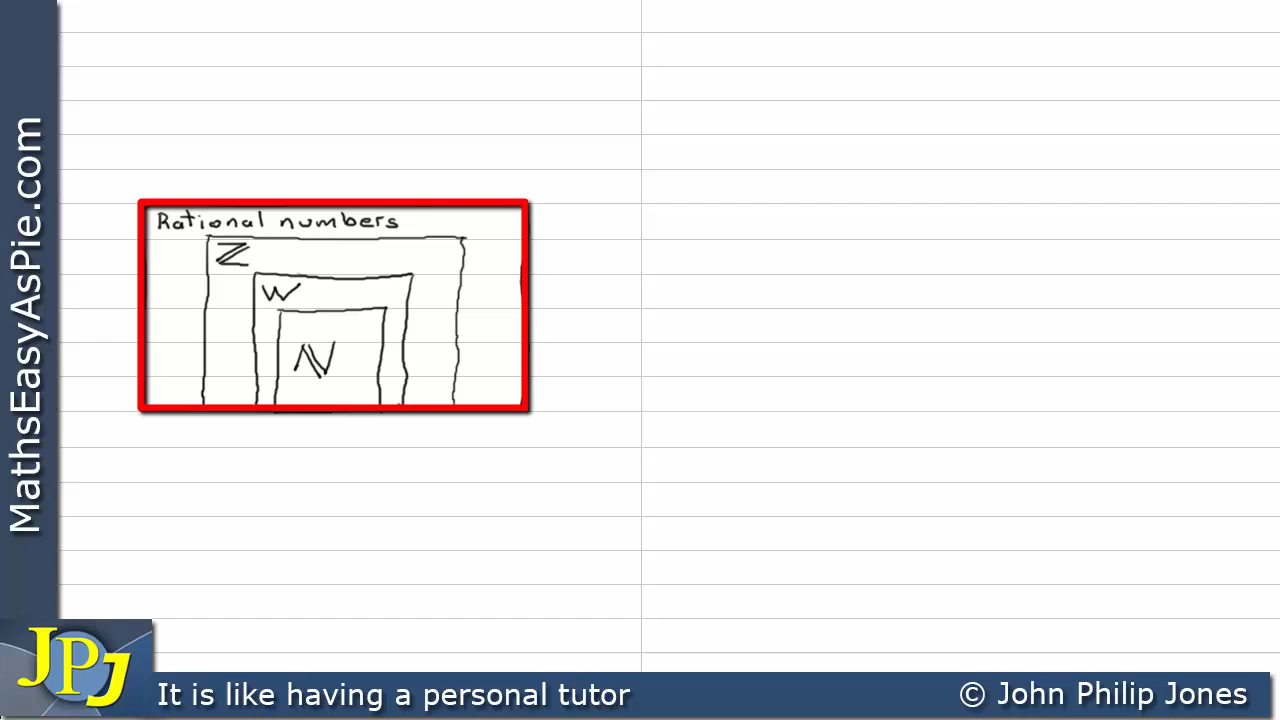 MathsEasyAsPie.com
Rational numbers
ℤ
W
ℕ
JPJ
It is like having a personal tutor
© John Philip Jones